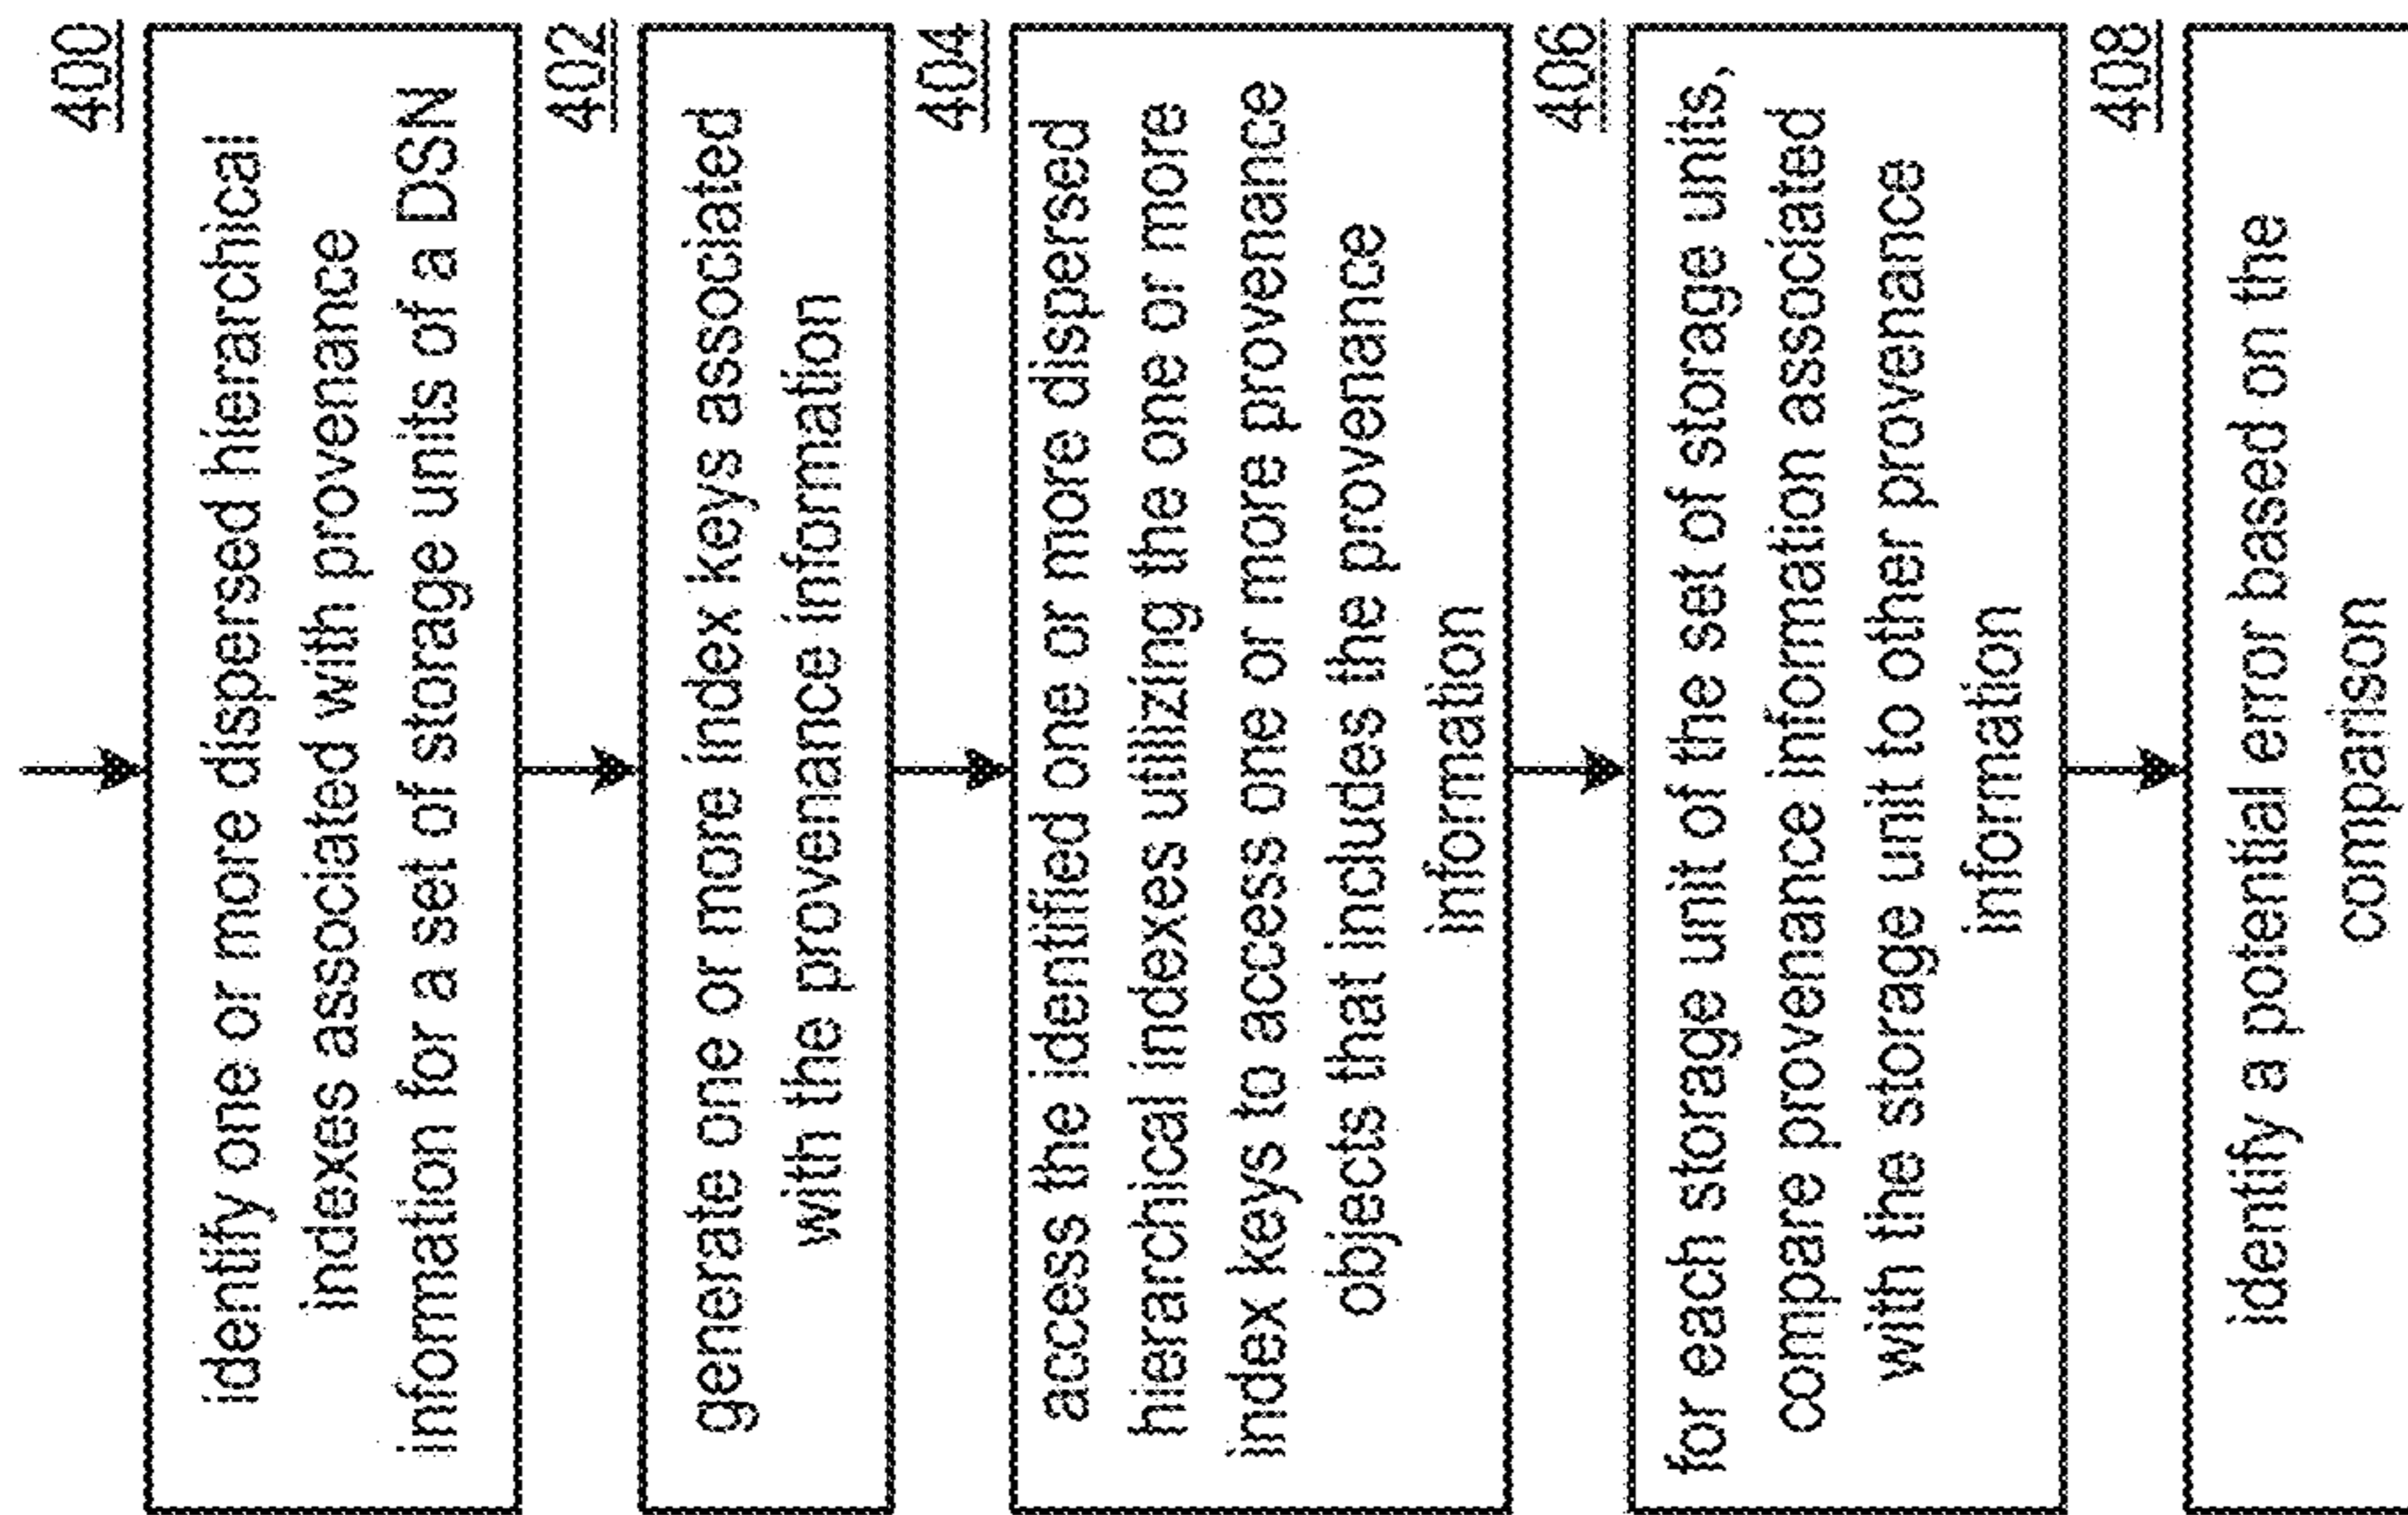 400
identify one or more dispersed hierarchical
indexes associated with provenance
information for a set of storage units of a DSN
402
generate one or more index keys associated
with the provenance information
404
access the identified one or more dispersed
hierarchical indexes utilizing the one or more
index keys to access one or more provenance
objects that includes the provenance
information
406
for each storage unit of the set of storage units,
compare provenance information associated
with the storage unit to other provenance
information
408
identify a potential error based on the
comparison